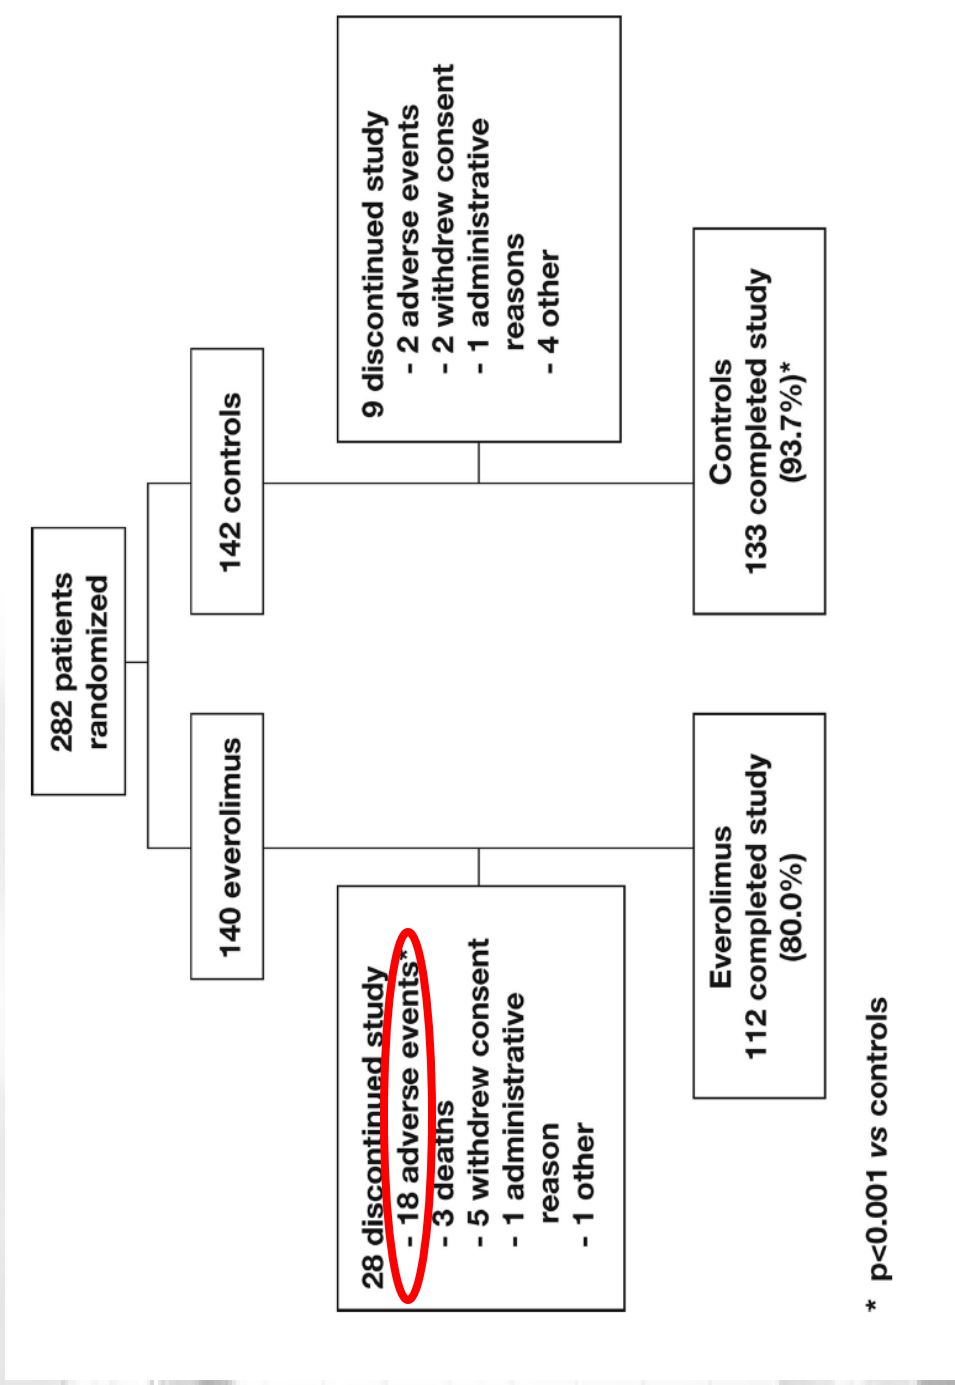 282 patients
randomized
140 everolimus
142 controls
28 discontinued study
- 18 adverse events*
- 3 deaths
- 5 withdrew consent
- 1 administrative
reason
- 1 other
9 discontinued study
- 2 adverse events
- 2 withdrew consent
- 1 administrative
reasons
- 4 other
Everolimus
112 completed study
(80.0%)
Controls
133 completed study
(93.7%)*
* p<0.001 vs controls